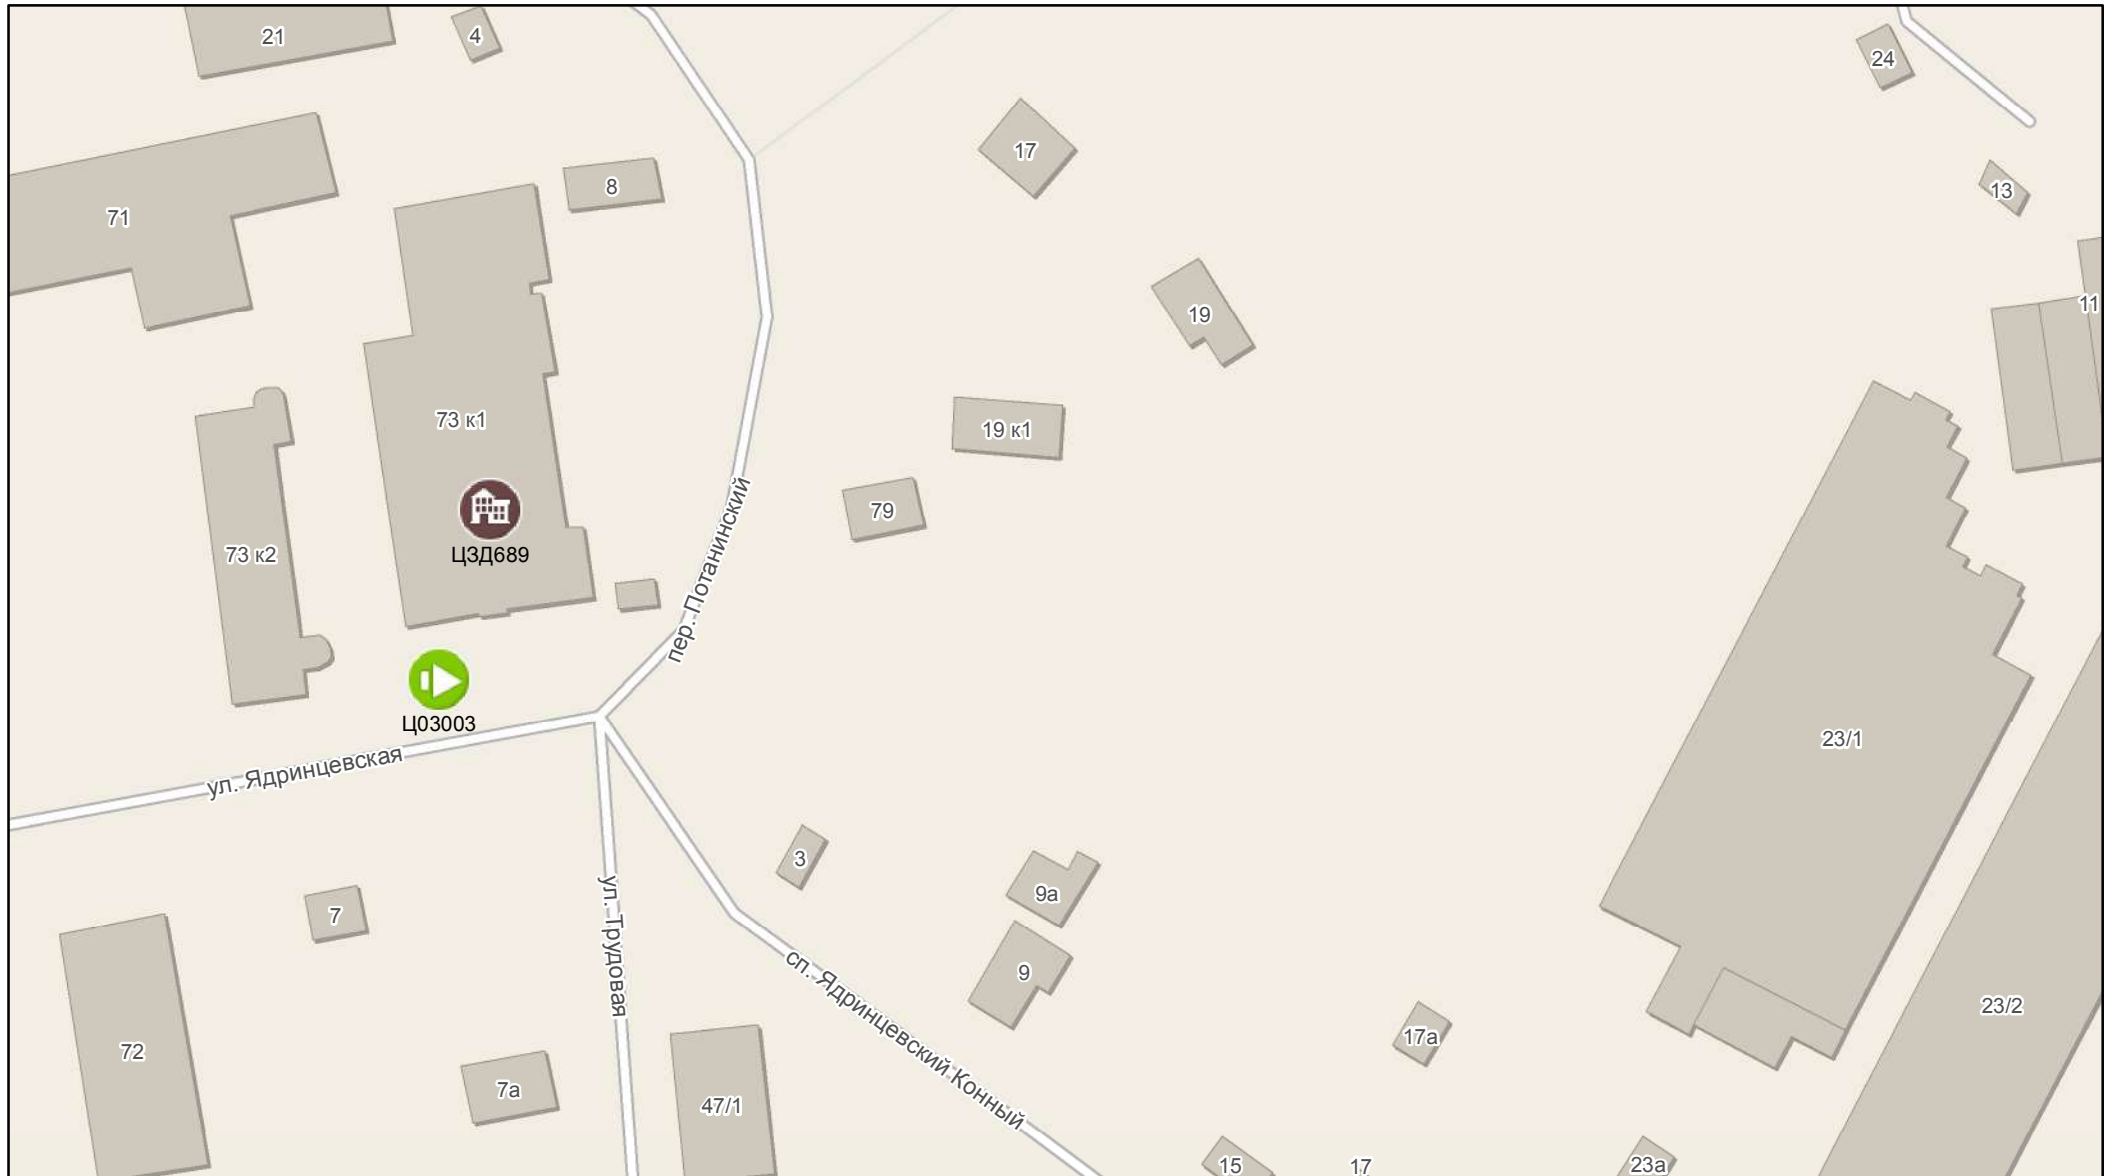 21
4
24
17
13
8
71
11
19
73 к1
19 к1
79
73 к2
ЦЗД689
пер. Потанинский
Ц03003
23/1
ул. Ядринцевская
3
9а
7
ул. Трудовая
9
сп. Ядринцевский Конный
23/2
17а
72
7а
47/1
15
17
23а